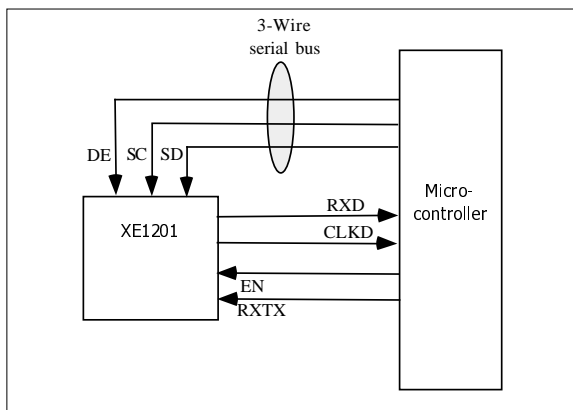 3-Wire
serial bus
DE
SC
SD
Micro-
controller
XE1201
RXD
CLKD
EN
RXTX